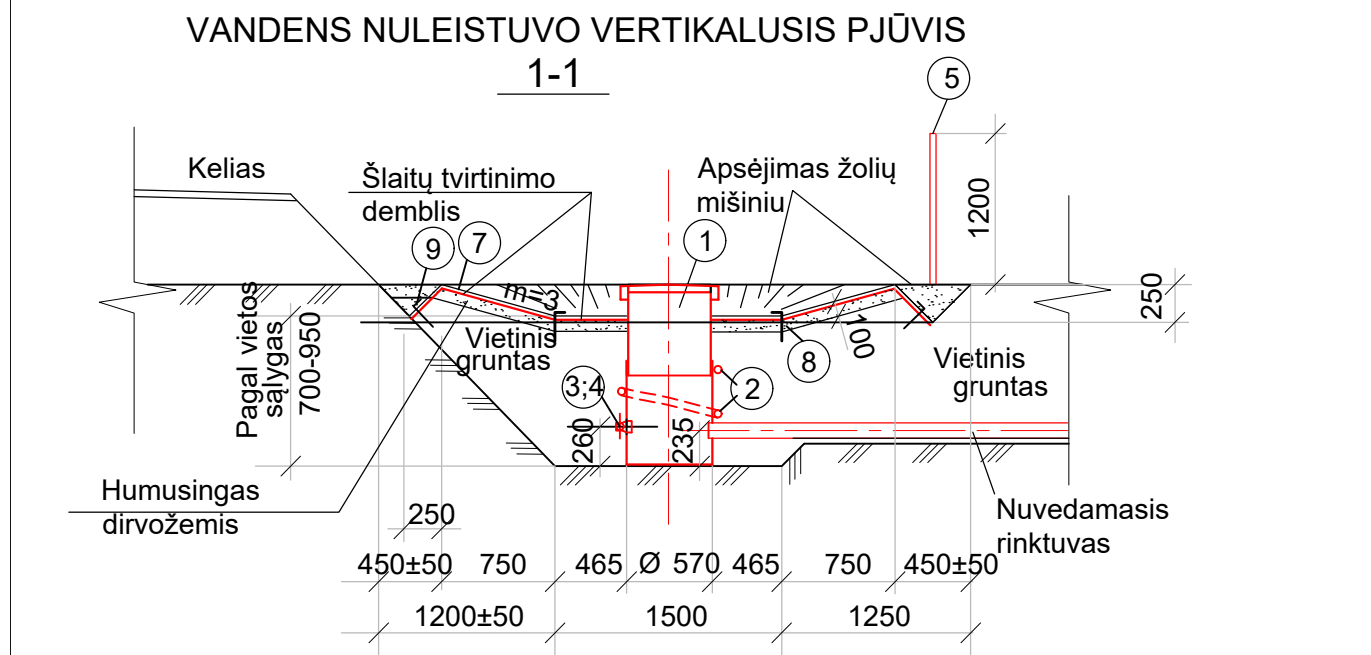 VANDENS NULEISTUVO VERTIKALUSIS PJŪVIS
1-1
5
Kelias
Šlaitų tvirtinimo
demblis
Apsėjimas žolių
mišiniu
1200
9
7
1
m=3
250
Pagal vietos
sąlygas
700-950
Vietinis
gruntas
8
100
Vietinis
gruntas
3;4
2
260
235
Humusingas
dirvožemis
250
Nuvedamasis
rinktuvas
450±50
750
465
Ø 570
465
750
450±50
1200±50
1500
1250